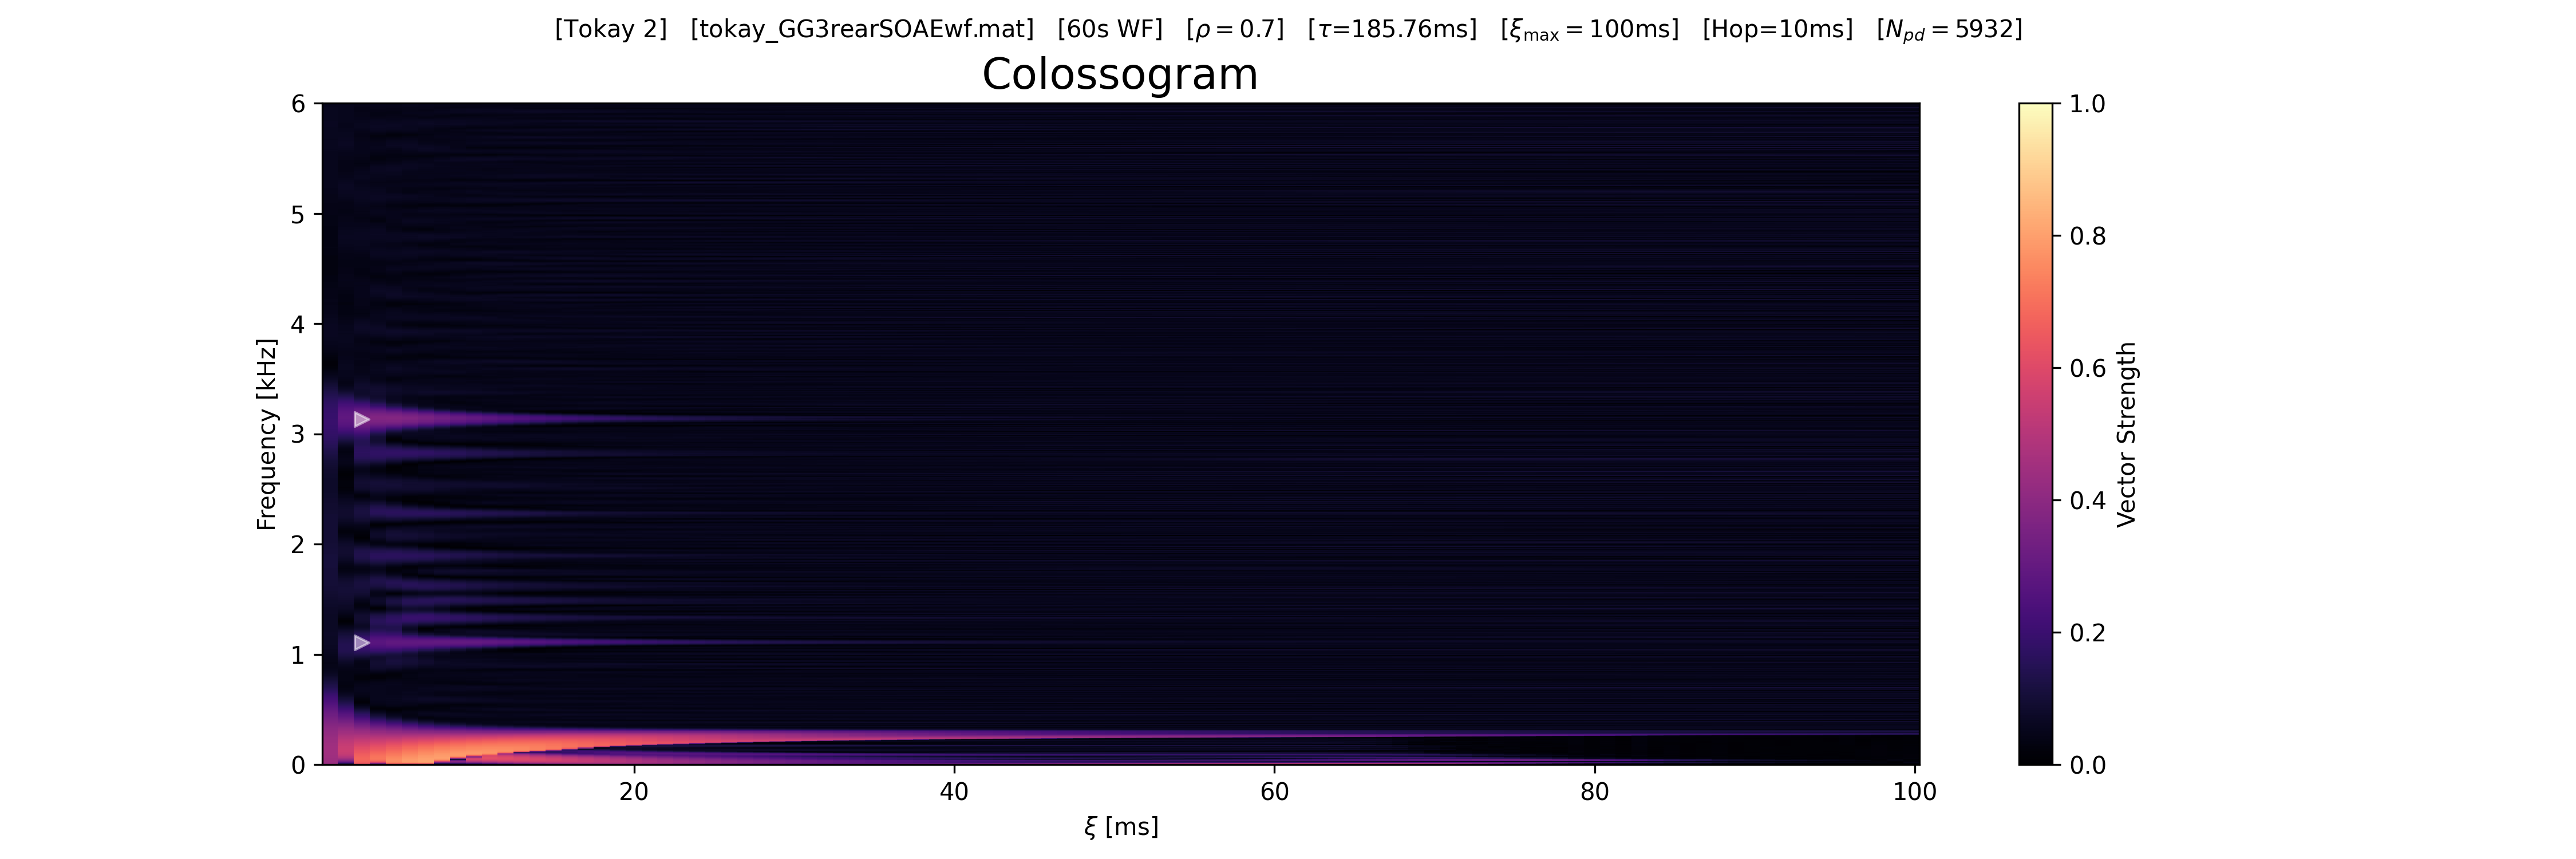 [Tokay 2] [tokay_GG3rearSOAEwf.mat] [60s WF] [ρ = 0.7] [τ=185.76ms] [ξmax = 100ms] [Hop=10ms] [Npd = 5932]
Colossogram
6
5
4
3
2
1
0
Frequency [kHz]
20 40 60 80 100
ξ [ms]
1.0
0.8
0.6
0.4
0.2
0.0
Vector Strength